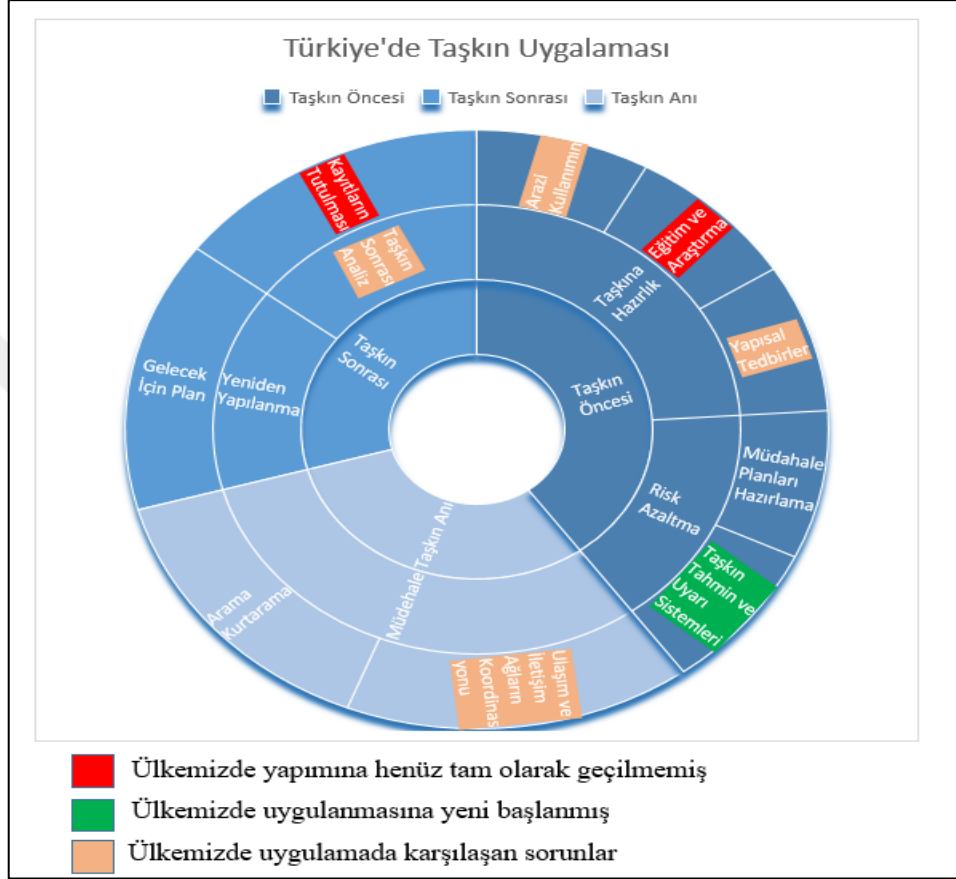 Türkiye'de Taşkın Uygalaması
Taşkın Öncesi
Taşkın Sonrası
Taşkın Anı
Kayıtların
Tutulması
Taşkın
Sonrası
Analiz
Taşkın
Sonrası
Gelecek
İçin Plan
Yeniden
Yapılanma
Arazi
Kullanımın
Eğitim ve
Araştırma
Taşkına
Hazırlık
Yapısal
Tedbirler
Taşkın
Öncesi
Risk
Azaltma
Müdahale
Planları
Hazırlama
Taşkın
Tahmin ve
Uyarı
Sistemleri
Taşkın Anı
Müdehale
Arama
Kurtarama
Ulaşım ve
İletişim
Ağların
Koordinas
yonu
Ülkemizde yapımına henüz tam olarak geçilmemiş
Ülkemizde uygulanmasına yeni başlanmış
Ülkemizde uygulamada karşılaşan sorunlar